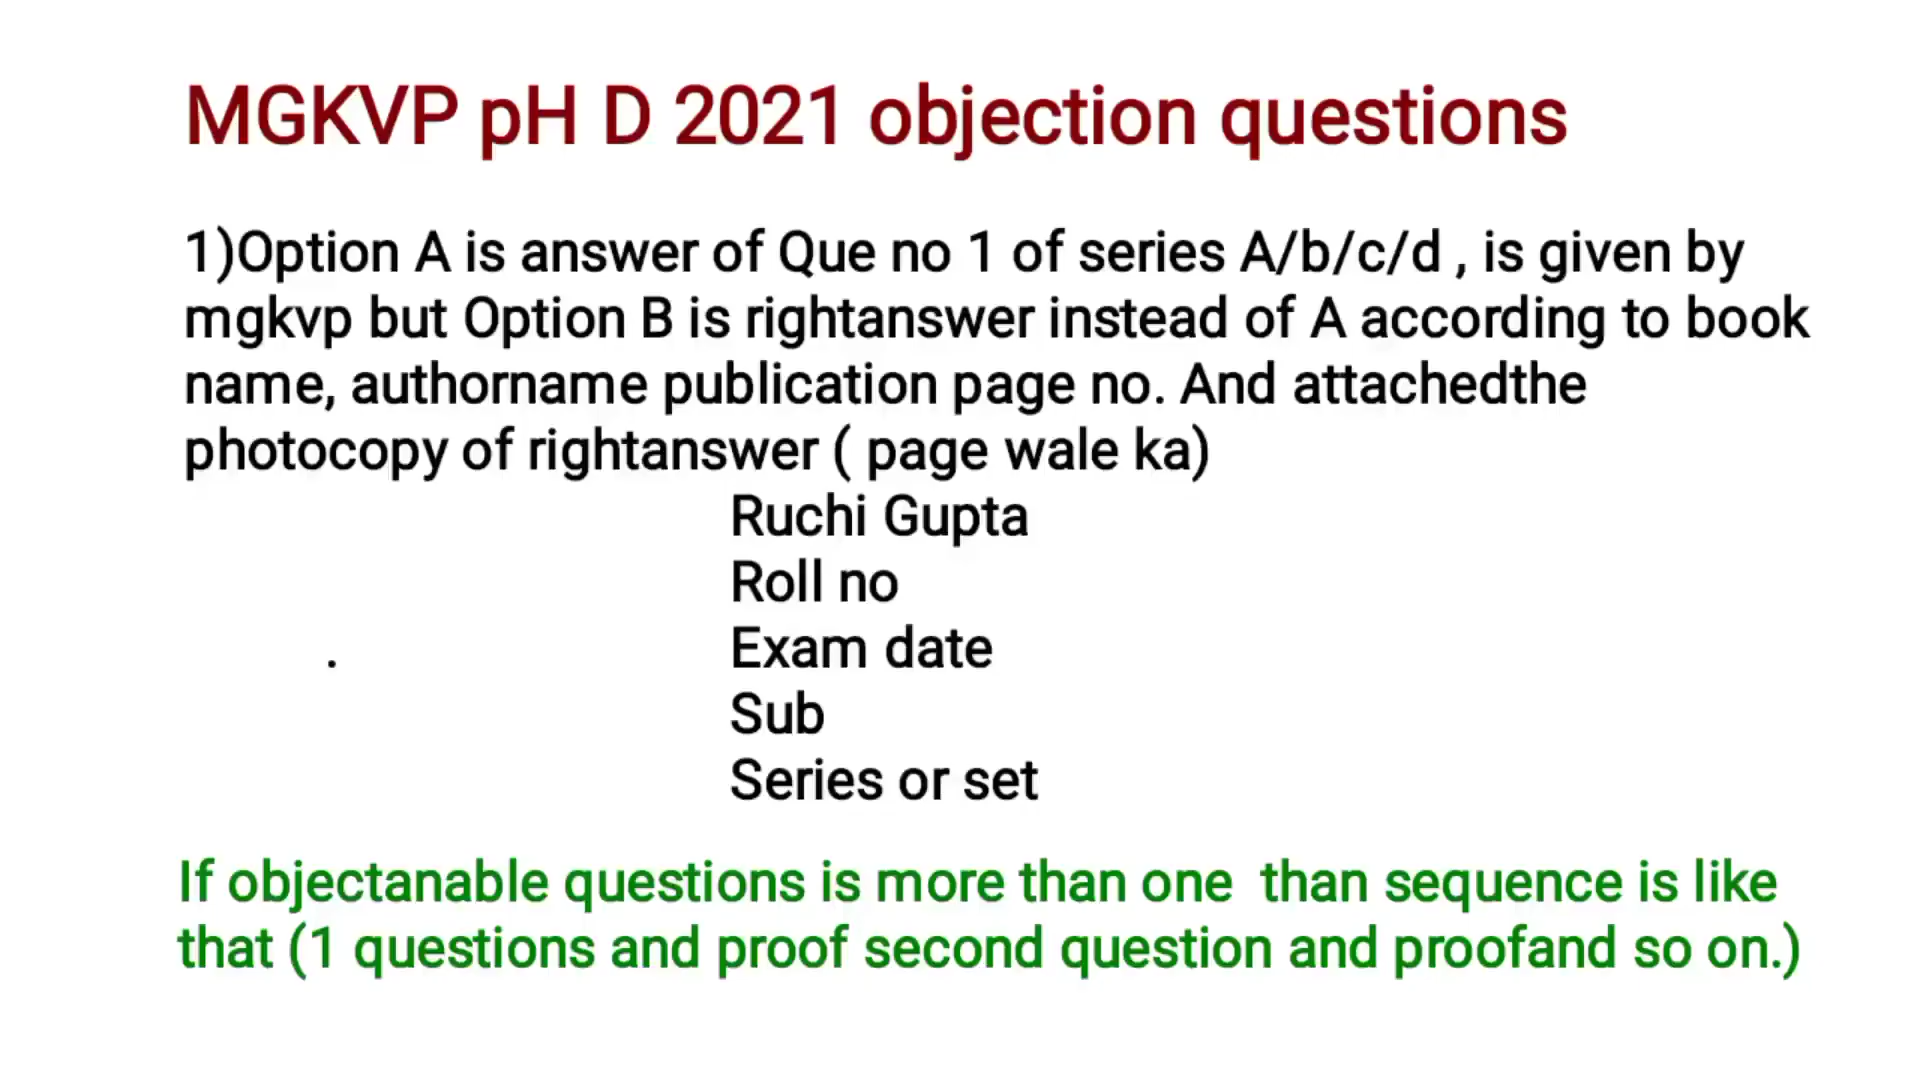 MGKVP pH D 2021 objection questions
1)Option A is answer of Que no 1 of series A/b/c/d , is given by
mgkvp but Option B is rightanswer instead of A according to book
name, authorname publication page no. And attachedthe
photocopy of rightanswer ( page wale ka)
Ruchi Gupta
Roll no
. Exam date
Sub
Series or set
If objectanable questions is more than one  than sequence is like
that (1 questions and proof second question and proofand so on.)